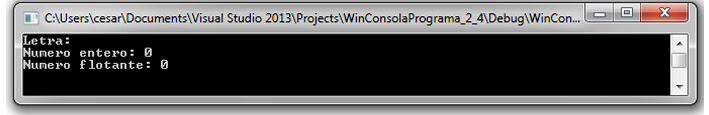 C:\Users\cesar\Documents\Visual Studio 2013\Projects\WinConsolaPrograma_2_4\Debug\WinCon...
Letra:
Numero entero: 0
Numero flotante: 0